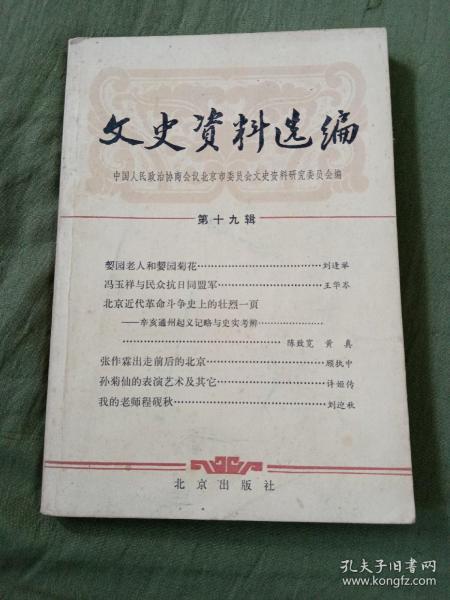 文史资料选编
中国人民政治协商会议北京市委员会文史资料研究委员会编
第十九辑
嫛园老人和嫛园菊花……………………………刘逢举
冯玉祥与民众抗日同盟军……………………王华岑
北京近代革命斗争史上的壮烈一页
——辛亥通州起义记略与史实考辨………………
……………………………………陈致宽 黄真
张作霖出走前后的北京……………………顾执中
孙菊仙的表演艺术及其它……………………许姬传
我的老师程砚秋……………………………刘迎秋
北京出版社
孔夫子旧书网
www.kongfz.com